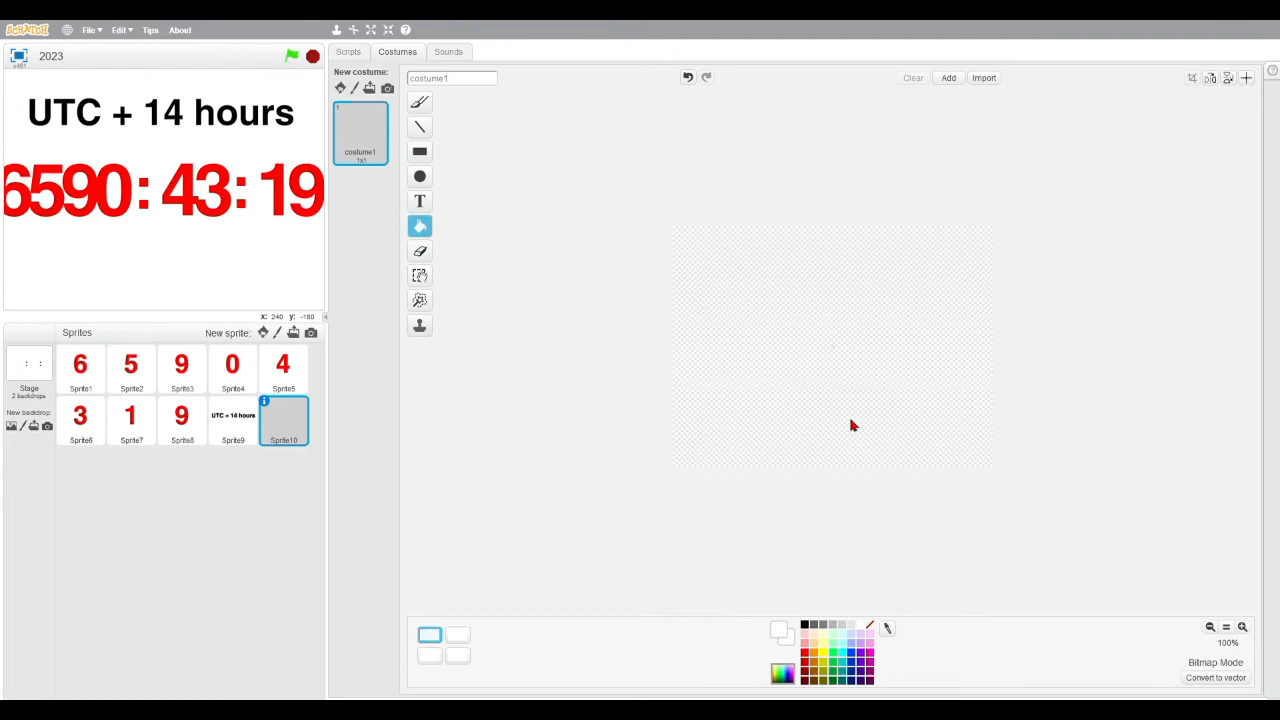 SCRATCH File Edit Tips About
v461 2023
Scripts Costumes Sounds
UTC + 14 hours
6590:43:19
X: 240 y: -180
New costume:
1
costume1
1x1
costume1
Clear Add Import
T
Sprites New sprite:
Stage
2 backdrops
New backdrop:
6 5 9 0 4
Sprite1 Sprite2 Sprite3 Sprite4 Sprite5
3 1 9 UTC + 14 hours
Sprite6 Sprite7 Sprite8 Sprite9 Sprite10
100%
Bitmap Mode
Convert to vector